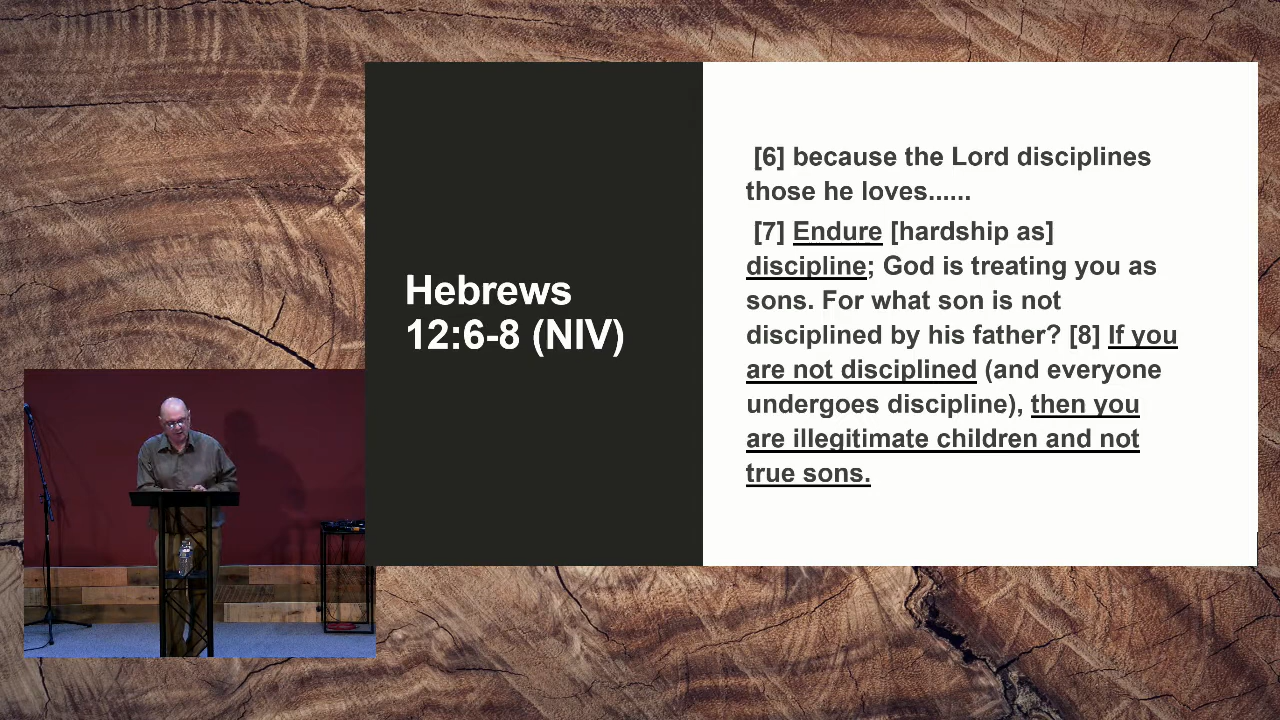 Hebrews
12:6-8 (NIV)
[6] because the Lord disciplines
those he loves......
[7] Endure [hardship as]
discipline; God is treating you as
sons. For what son is not
disciplined by his father? [8] If you
are not disciplined (and everyone
undergoes discipline), then you
are illegitimate children and not
true sons.